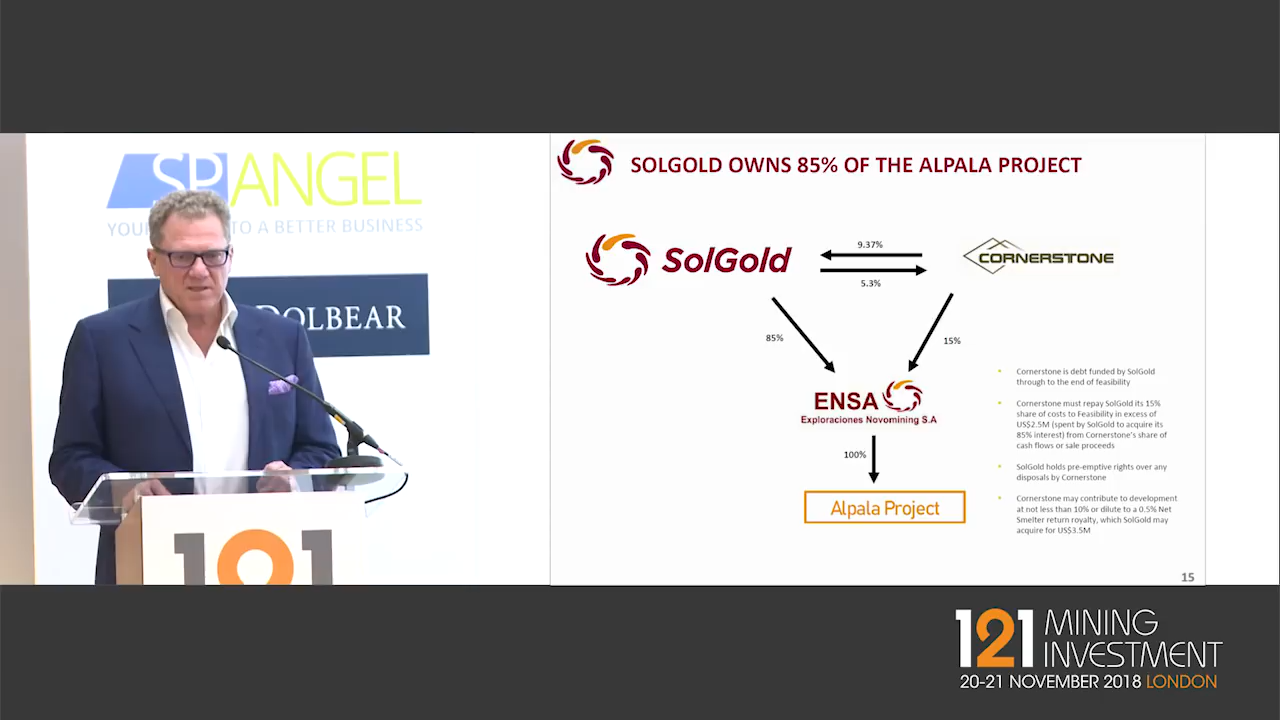 SP ANGEL
TO A BETTER BUSINESS
DOLBEAR
121
SOLGOLD OWNS 85% OF THE ALPALA PROJECT
SolGold
9.37%
5.3%
CORNERSTONE
85%
15%
ENSA
Exploraciones Novomining S.A
100%
Alpala Project
Cornerstone is debt funded by SolGold
through to the end of feasibility
Cornerstone must repay SolGold its 15%
share of costs to Feasibility in excess of
US$2.5M (spent by SolGold to acquire its
85% interest) from Cornerstone's share of
cash flows or sale proceeds
SolGold holds pre-emptive rights over any
disposals by Cornerstone
Cornerstone may contribute to development
at not less than 10% or dilute to a 0.5% Net
Smelter return royalty, which SolGold may
acquire for US$3.5M
15
121 MINING
INVESTMENT
20-21 NOVEMBER 2018 LONDON